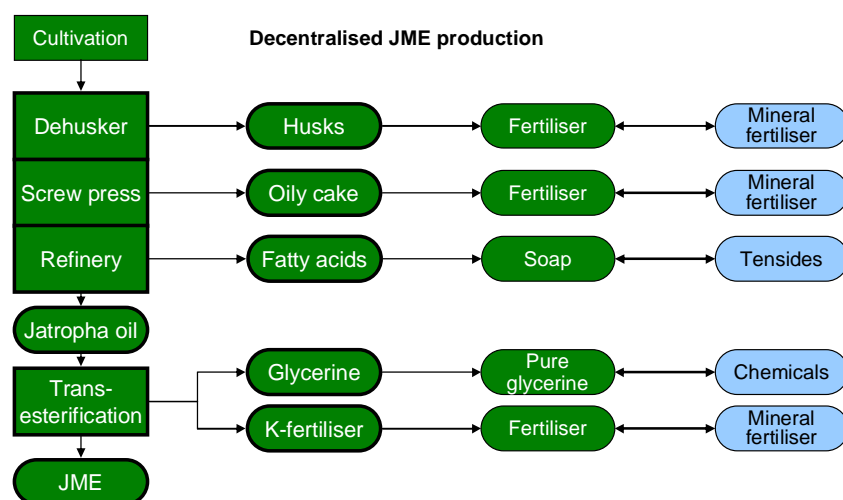 Cultivation
Decentralised JME production
Dehusker
Husks
Fertiliser
Mineral
fertiliser
Screw press
Oily cake
Fertiliser
Mineral
fertiliser
Refinery
Fatty acids
Soap
Tensides
Jatropha oil
Trans-
esterification
Glycerine
Pure
glycerine
Chemicals
K-fertiliser
Fertiliser
Mineral
fertiliser
JME